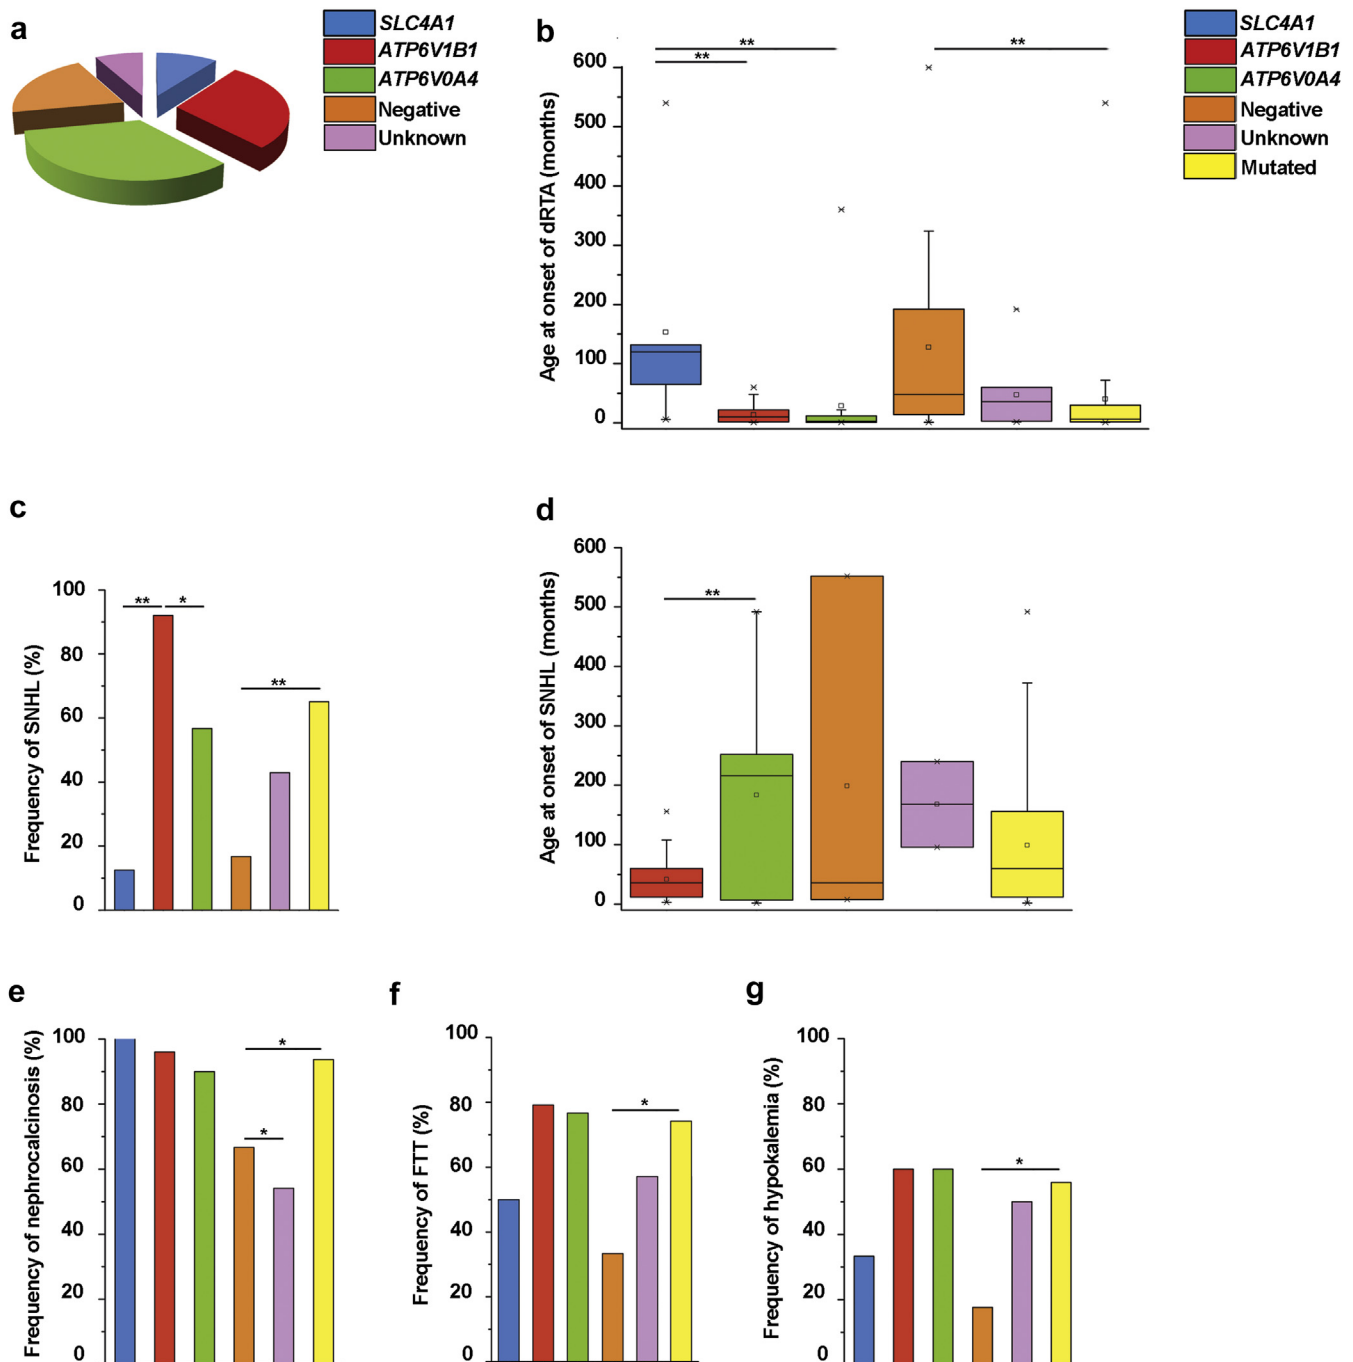 a
SLC4A1
ATP6V1B1
ATP6V0A4
Negative
Unknown
b
Age at onset of dRTA (months)
600
500
400
300
200
100
0
**
**
**
SLC4A1
ATP6V1B1
ATP6V0A4
Negative
Unknown
Mutated
c
Frequency of SNHL (%)
100
80
60
40
20
0
**
*
**
d
Age at onset of SNHL (months)
600
500
400
300
200
100
0
**
e
Frequency of nephrocalcinosis (%)
100
80
60
40
20
0
*
*
f
Frequency of FTT (%)
100
80
60
40
20
0
*
g
Frequency of hypokalemia (%)
100
80
60
40
20
0
*